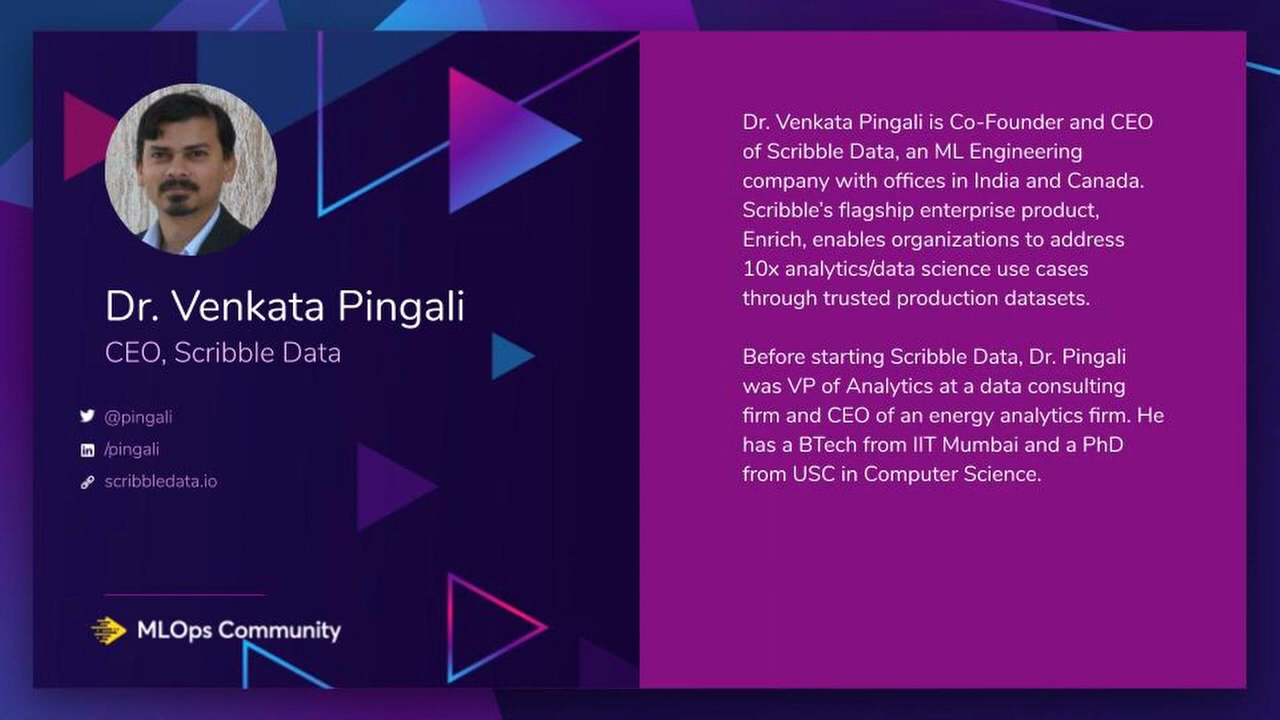 Dr. Venkata Pingali
CEO, Scribble Data
@pingali
/pingali
scribbledata.io
MLOps Community
Dr. Venkata Pingali is Co-Founder and CEO
of Scribble Data, an ML Engineering
company with offices in India and Canada.
Scribble’s flagship enterprise product,
Enrich, enables organizations to address
10x analytics/data science use cases
through trusted production datasets.
Before starting Scribble Data, Dr. Pingali
was VP of Analytics at a data consulting
firm and CEO of an energy analytics firm. He
has a BTech from IIT Mumbai and a PhD
from USC in Computer Science.